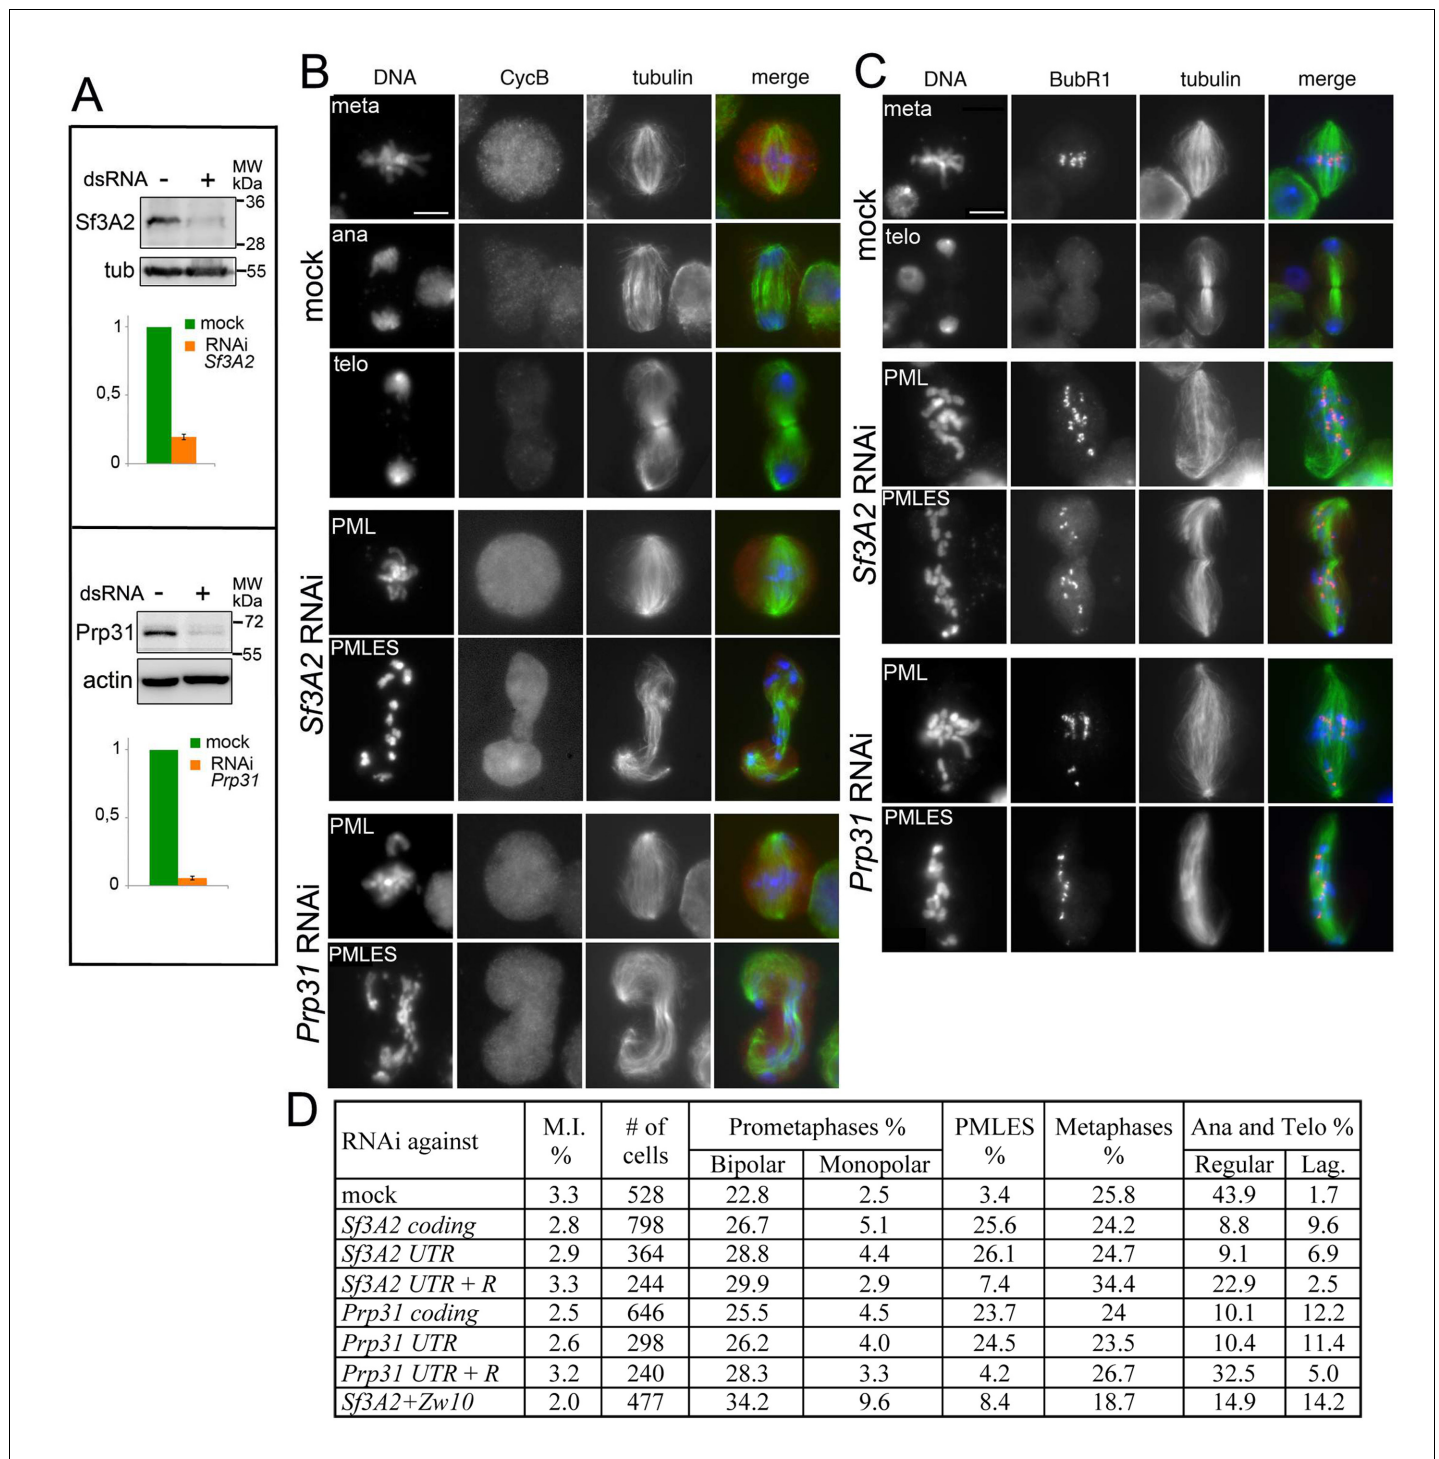 A
dsRNA - + MW kDa
Sf3A2
36
28
tub
55
1
0,5
0
mock
RNAi
Sf3A2
dsRNA - + MW kDa
Prp31
72
55
actin
1
0,5
0
mock
RNAi
Prp31
B
DNA CycB tubulin merge
mock
meta
ana
telo
Sf3A2 RNAi
PML
PMLES
Prp31 RNAi
PML
PMLES
C
DNA BubR1 tubulin merge
mock
meta
telo
Sf3A2 RNAi
PML
PMLES
Prp31 RNAi
PML
PMLES
D
RNAi against M.I. % # of cells Prometaphases % PMLES % Metaphases % Ana and Telo %
Bipolar Monopolar Regular Lag.
mock 3.3 528 22.8 2.5 3.4 25.8 43.9 1.7
Sf3A2 coding 2.8 798 26.7 5.1 25.6 24.2 8.8 9.6
Sf3A2 UTR 2.9 364 28.8 4.4 26.1 24.7 9.1 6.9
Sf3A2 UTR + R 3.3 244 29.9 2.9 7.4 34.4 22.9 2.5
Prp31 coding 2.5 646 25.5 4.5 23.7 24 10.1 12.2
Prp31 UTR 2.6 298 26.2 4.0 24.5 23.5 10.4 11.4
Prp31 UTR + R 3.2 240 28.3 3.3 4.2 26.7 32.5 5.0
Sf3A2+Zw10 2.0 477 34.2 9.6 8.4 18.7 14.9 14.2